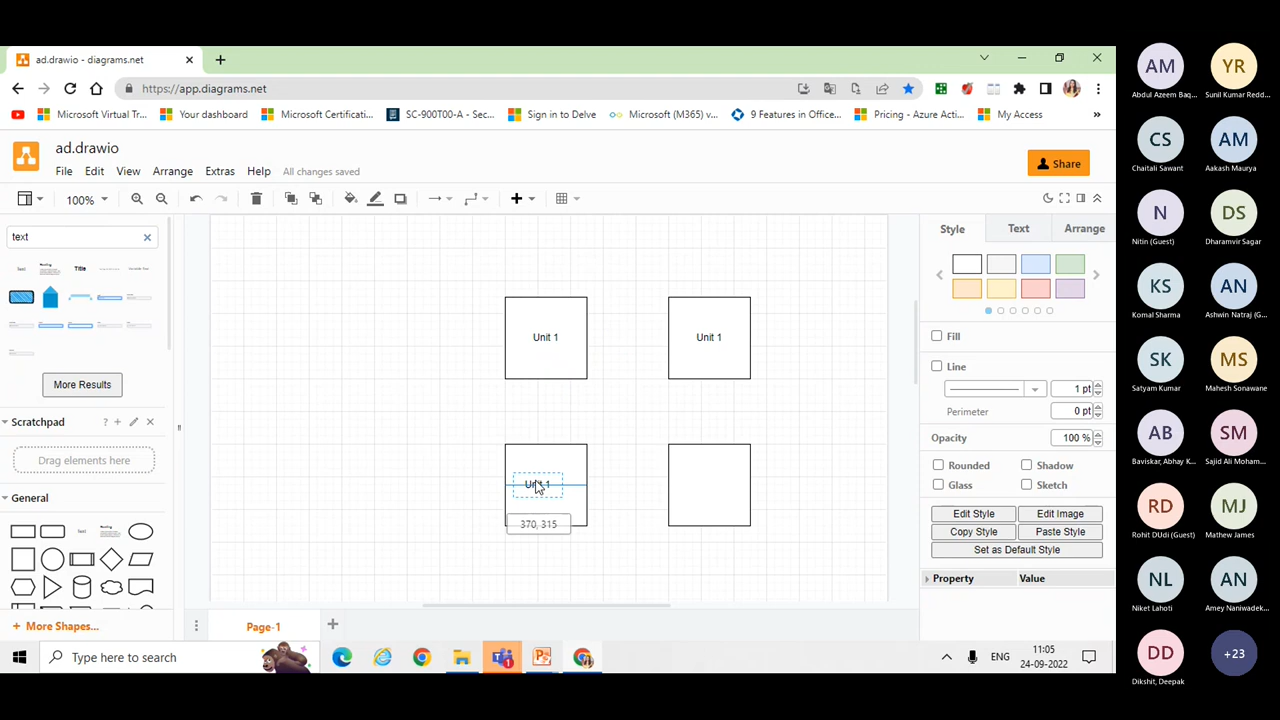 ad.drawio - diagrams.net
https://app.diagrams.net
Microsoft Virtual Tr...
Your dashboard
Microsoft Certificati...
SC-900T00-A - Sec...
Sign in to Delve
Microsoft (M365) v...
9 Features in Office...
Pricing - Azure Acti...
My Access
»
ad.drawio
File Edit View Arrange Extras Help All changes saved
Share
100%
text
Style Text Arrange
Text
Heading
Title
Unit 1
Unit 1
Unit 1
370, 315
More Results
Scratchpad
Drag elements here
General
Text
Heading
More Shapes...
Page-1
Fill
Line
1 pt
Perimeter
0 pt
Opacity
100 %
Rounded
Shadow
Glass
Sketch
Edit Style
Edit Image
Copy Style
Paste Style
Set as Default Style
Property
Value
Type here to search
ENG
11:05
24-09-2022
AM
Abdul Azeem Baq...
YR
Sunil Kumar Redd...
CS
Chaitali Sawant
AM
Aakash Maurya
N
Nitin (Guest)
DS
Dharamvir Sagar
KS
Komal Sharma
AN
Ashwin Natraj (G...
SK
Satyam Kumar
MS
Mahesh Sonawane
AB
Baviskar, Abhay K...
SM
Sajid Ali Moham...
RD
Rohit DUdi (Guest)
MJ
Mathew James
NL
Niket Lahoti
AN
Amey Naniwadek...
DD
Dikshit, Deepak
+23